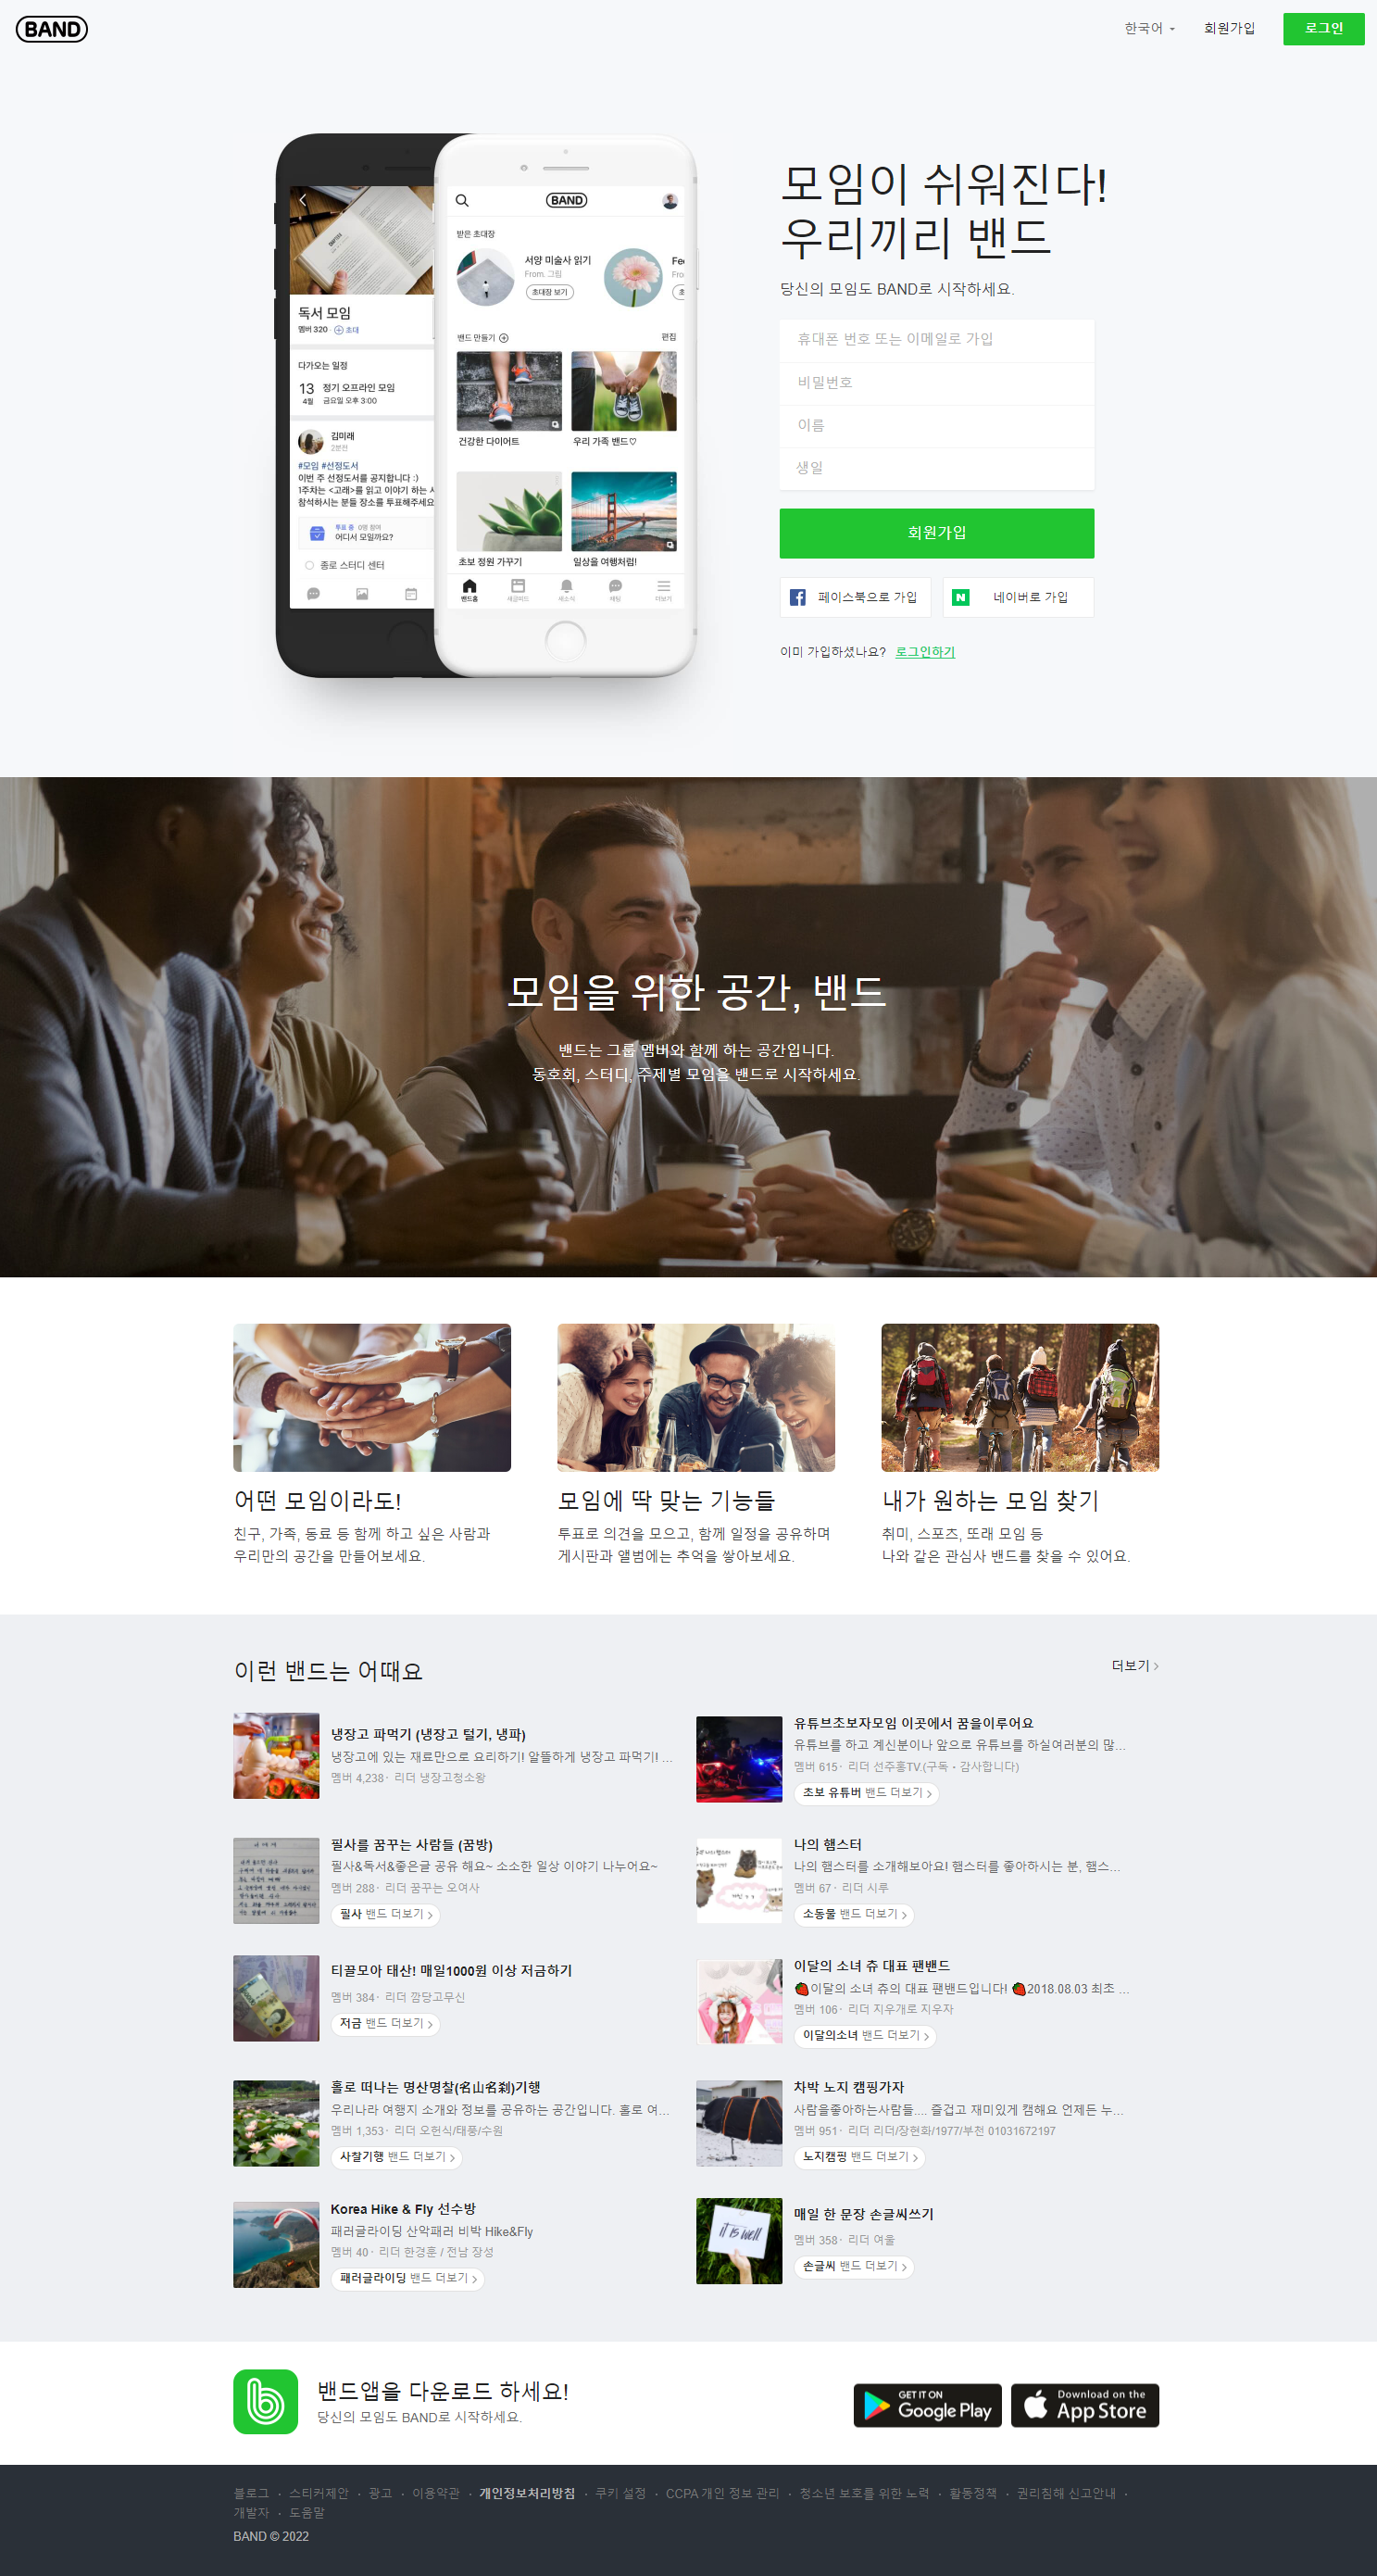 BAND
한국어
회원가입
로그인
독서 모임
멤버 320 · 초대
다가오는 일정
13
4월
정기 오프라인 모임
금요일 오후 3:00
김미래
2분전
#모임 #선정도서
이번 주 선정도서를 공지합니다 :)
1주차는 <고래>를 읽고 이야기 하는 시
참석하시는 분들 장소를 투표해주세요
투표 중 0명 참여
어디서 모일까요?
종로 스터디 센터
BAND
받은 초대장
서양 미술사 읽기
From. 그림
초대장 보기
밴드 만들기
편집
건강한 다이어트
우리 가족 밴드♡
초보 정원 가꾸기
일상을 여행처럼!
밴드홈
새글피드
새소식
채팅
더보기
모임이 쉬워진다!
우리끼리 밴드
당신의 모임도 BAND로 시작하세요.
휴대폰 번호 또는 이메일로 가입
비밀번호
이름
생일
회원가입
페이스북으로 가입
네이버로 가입
이미 가입하셨나요? 로그인하기
모임을 위한 공간, 밴드
밴드는 그룹 멤버와 함께 하는 공간입니다.
동호회, 스터디, 주제별 모임을 밴드로 시작하세요.
어떤 모임이라도!
친구, 가족, 동료 등 함께 하고 싶은 사람과
우리만의 공간을 만들어보세요.
모임에 딱 맞는 기능들
투표로 의견을 모으고, 함께 일정을 공유하며
게시판과 앨범에는 추억을 쌓아보세요.
내가 원하는 모임 찾기
취미, 스포츠, 또래 모임 등
나와 같은 관심사 밴드를 찾을 수 있어요.
이런 밴드는 어때요
더보기
냉장고 파먹기 (냉장고 털기, 냉파)
냉장고에 있는 재료만으로 요리하기! 알뜰하게 냉장고 파먹기! ...
멤버 4,238 · 리더 냉장고청소왕
유튜브초보자모임 이곳에서 꿈을이루어요
유튜브를 하고 계신분이나 앞으로 유튜브를 하실여러분의 많...
멤버 615 · 리더 선주홍TV.(구독 • 감사합니다)
초보 유튜버 밴드 더보기
필사를 꿈꾸는 사람들 (꿈방)
필사&독서&좋은글 공유 해요~ 소소한 일상 이야기 나누어요~
멤버 288 · 리더 꿈꾸는 오여사
필사 밴드 더보기
나의 햄스터
나의 햄스터를 소개해보아요! 햄스터를 좋아하시는 분, 햄스...
멤버 67 · 리더 시루
소동물 밴드 더보기
티끌모아 태산! 매일1000원 이상 저금하기
멤버 384 · 리더 깜당고무신
저금 밴드 더보기
이달의 소녀 츄 대표 팬밴드
🍓이달의 소녀 츄의 대표 팬밴드입니다! 🍓2018.08.03 최초 ...
멤버 106 · 리더 지우개로 지우자
이달의소녀 밴드 더보기
홀로 떠나는 명산명찰(名山名刹)기행
우리나라 여행지 소개와 정보를 공유하는 공간입니다. 홀로 여...
멤버 1,353 · 리더 오헌식/태풍/수원
사찰기행 밴드 더보기
차박 노지 캠핑가자
사람을좋아하는사람들.... 즐겁고 재미있게 캠해요 언제든 누...
멤버 951 · 리더 리더/장현화/1977/부천 01031672197
노지캠핑 밴드 더보기
Korea Hike & Fly 선수방
패러글라이딩 산악패러 비박 Hike&Fly
멤버 40 · 리더 한경훈 / 전남 장성
패러글라이딩 밴드 더보기
it is well
매일 한 문장 손글씨쓰기
멤버 358 · 리더 여울
손글씨 밴드 더보기
밴드앱을 다운로드 하세요!
당신의 모임도 BAND로 시작하세요.
GET IT ON
Google Play
Download on the
App Store
블로그 · 스티커제안 · 광고 · 이용약관 · 개인정보처리방침 · 쿠키 설정 · CCPA 개인 정보 관리 · 청소년 보호를 위한 노력 · 활동정책 · 권리침해 신고안내 ·
개발자 · 도움말
BAND © 2022